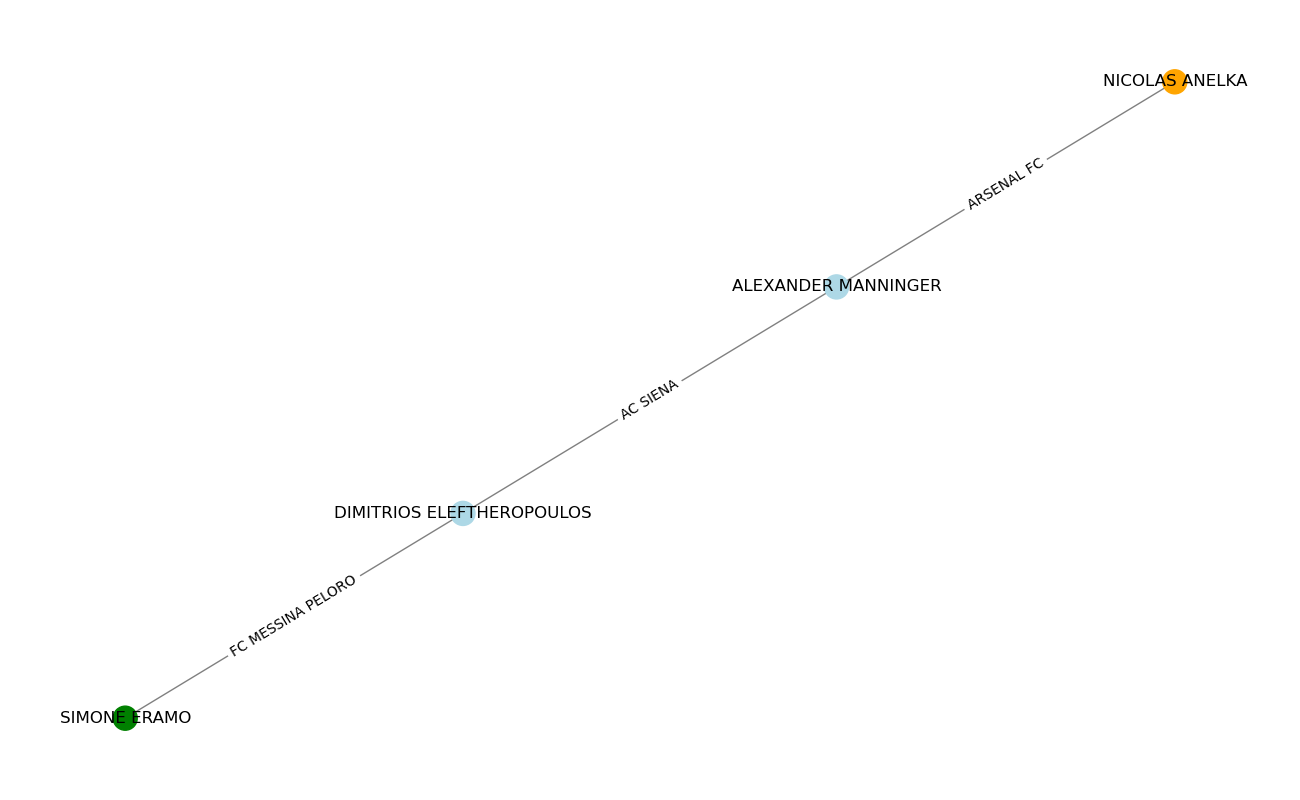 NICOLAS ANELKA
ARSENAL FC
ALEXANDER MANNINGER
AC SIENA
DIMITRIOS ELEFTHEROPOULOS
FC MESSINA PELORO
SIMONE ERAMO